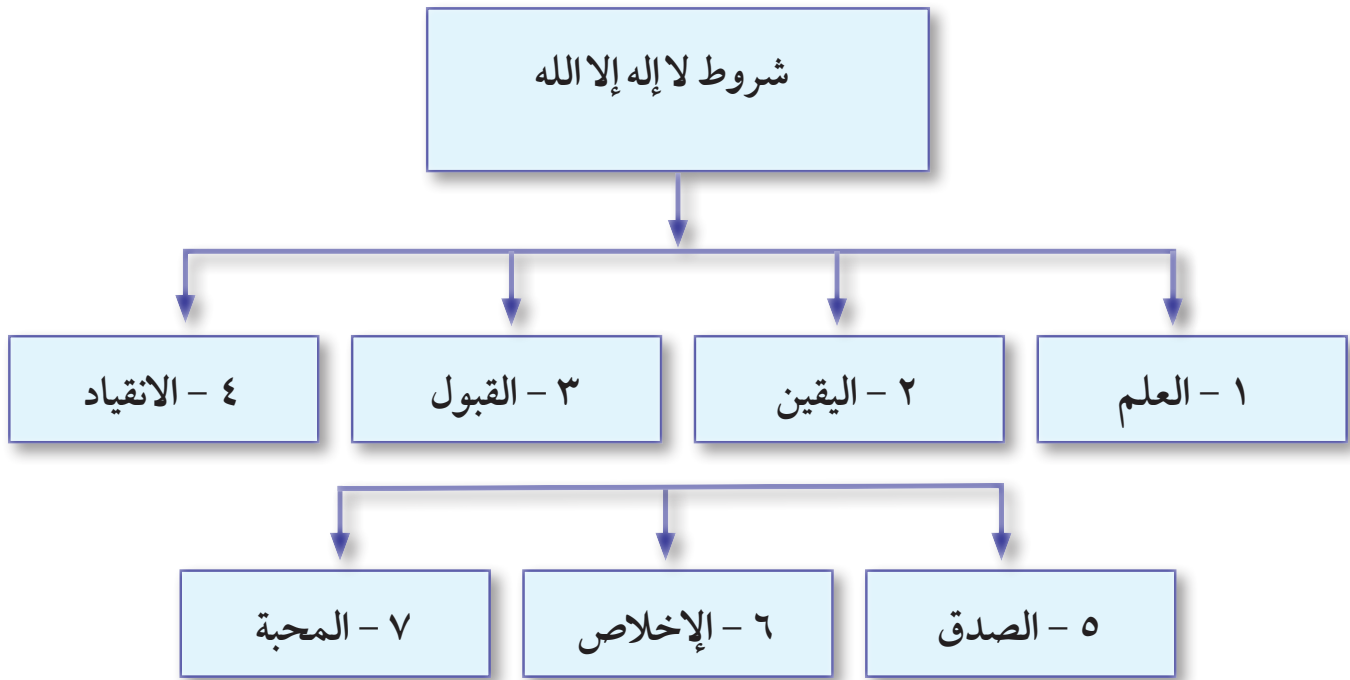 شروط لا إله إلا الله
١ – العلم
٢ – اليقين
٣ – القبول
٤ – الانقياد
٥ – الصدق
٦ – الإخلاص
٧ – المحبة